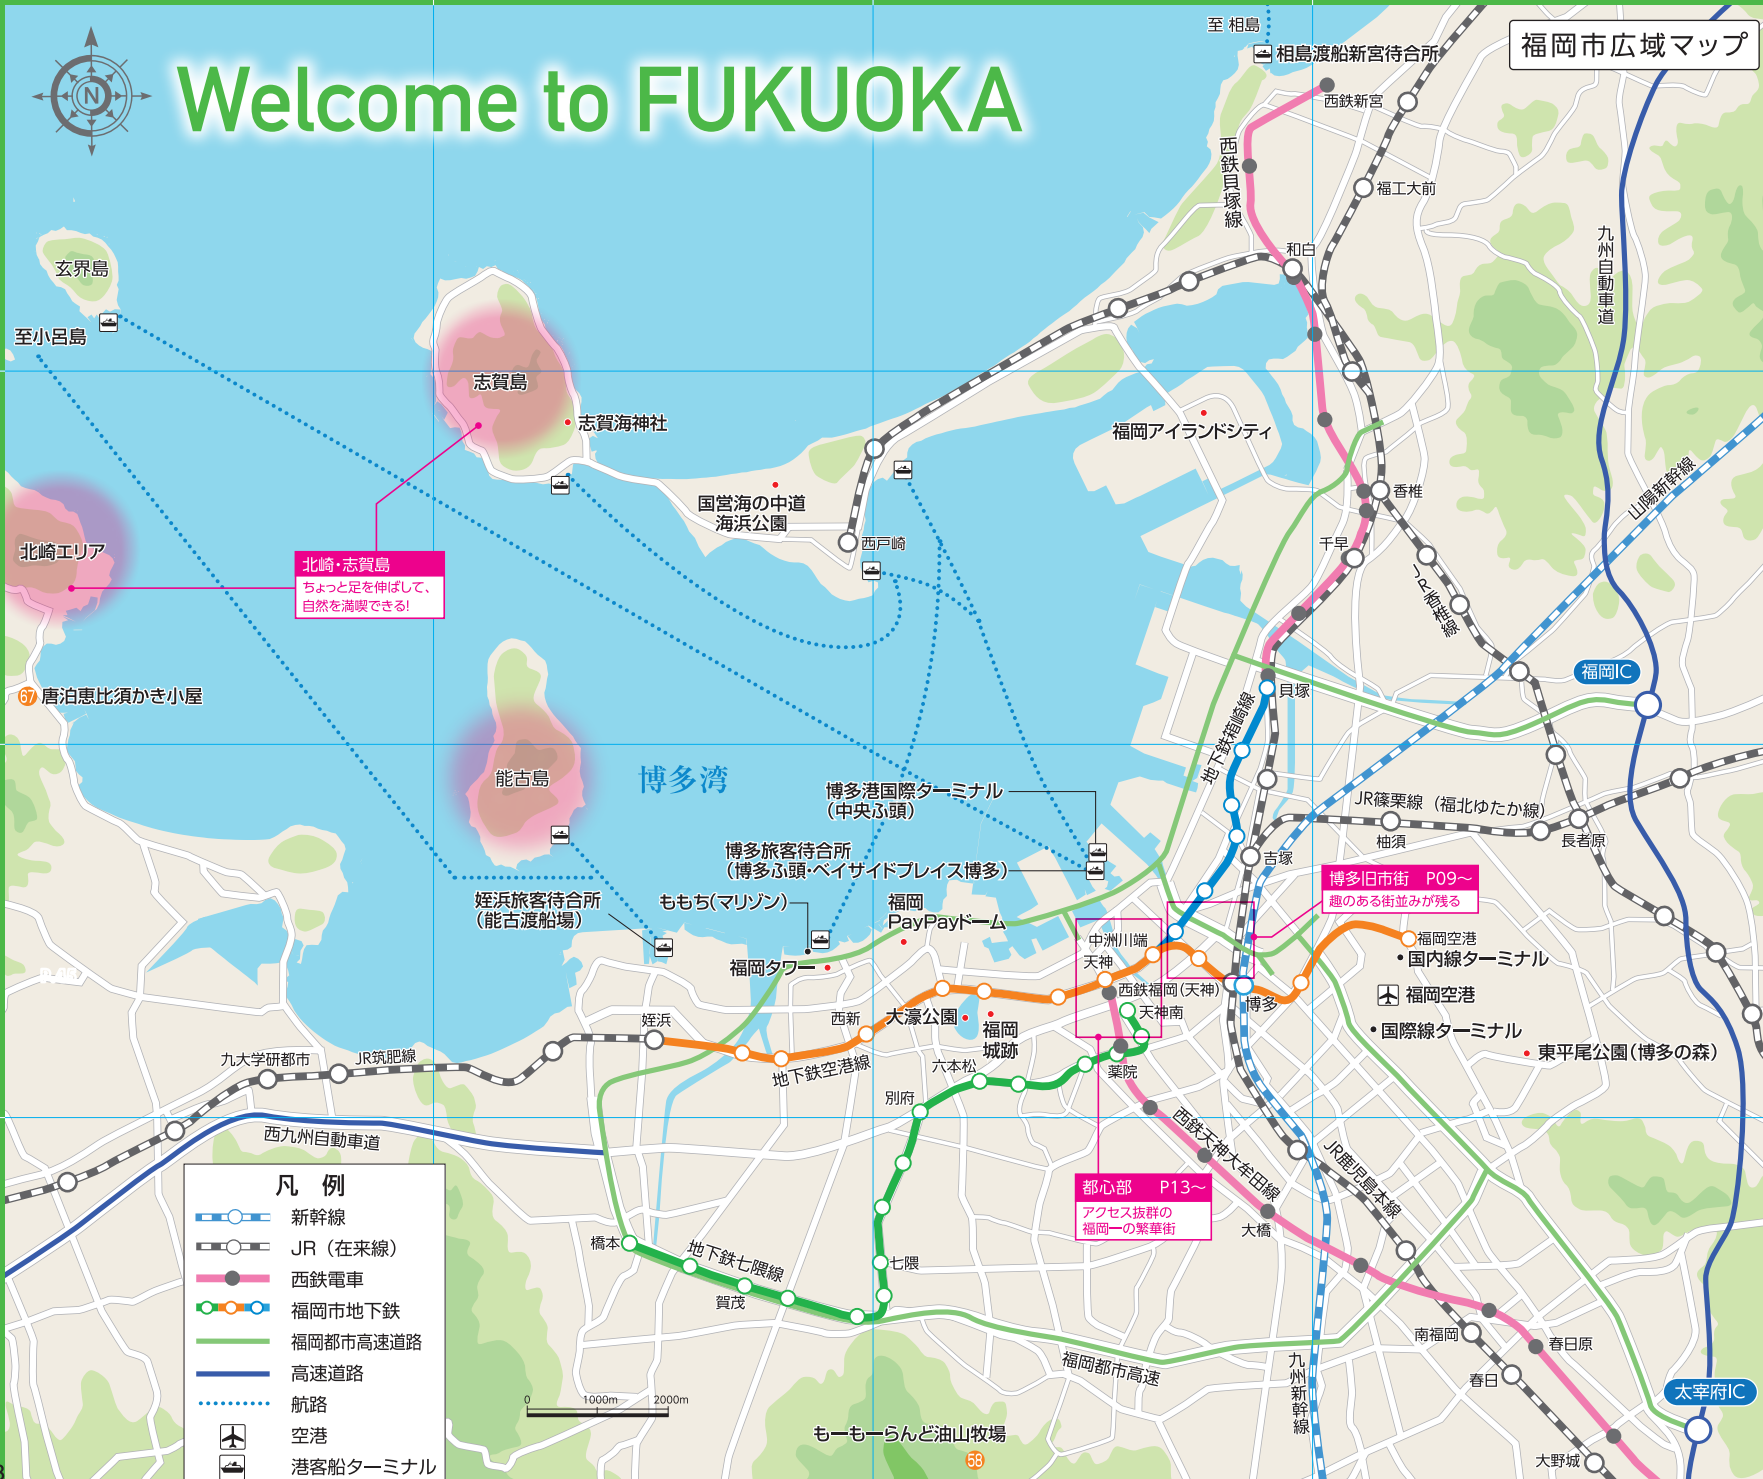 Welcome to FUKUOKA
福岡市広域マップ
N
至 相島
相島渡船新宮待合所
西鉄新宮
西鉄貝塚線
福工大前
九州自動車道
和白
玄界島
至小呂島
志賀島
志賀海神社
福岡アイランドシティ
国営海の中道
海浜公園
西戸崎
香椎
千早
山陽新幹線
JR香椎線
北崎エリア
北崎・志賀島
ちょっと足を伸ばして、
自然を満喫できる!
福岡IC
67 唐泊恵比須かき小屋
貝塚
地下鉄箱崎線
能古島
博多湾
博多港国際ターミナル
（中央ふ頭）
JR篠栗線（福北ゆたか線）
柚須
長者原
吉塚
博多旅客待合所
（博多ふ頭・ベイサイドプレイス博多）
博多旧市街 P09〜
趣のある街並みが残る
姪浜旅客待合所
（能古渡船場）
ももち（マリゾン）
福岡
PayPayドーム
中洲川端
天神
福岡空港
国内線ターミナル
福岡タワー
西鉄福岡（天神）
博多
福岡空港
天神南
国際線ターミナル
姪浜
西新
大濠公園
福岡
城跡
東平尾公園（博多の森）
九大学研都市
JR筑肥線
地下鉄空港線
六本松
薬院
別府
西九州自動車道
西鉄天神大牟田線
JR鹿児島本線
都心部 P13〜
アクセス抜群の
福岡一の繁華街
大橋
橋本
地下鉄七隈線
七隈
賀茂
南福岡
春日原
福岡都市高速
九州新幹線
春日
太宰府IC
大野城
もーもーらんど油山牧場
58
0 1000m 2000m
凡 例
新幹線
JR（在来線）
西鉄電車
福岡市地下鉄
福岡都市高速道路
高速道路
航路
空港
港客船ターミナル